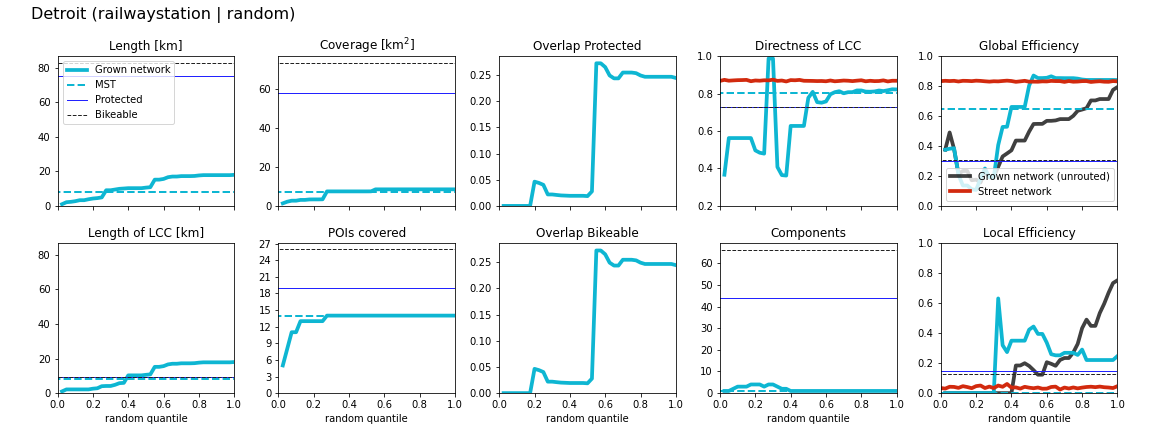 Detroit (railwaystation | random)
Length [km]
80
60
40
20
0
Grown network
MST
Protected
Bikeable
Coverage [km²]
60
40
20
0
Overlap Protected
0.25
0.20
0.15
0.10
0.05
0.00
Directness of LCC
1.0
0.8
0.6
0.4
0.2
Global Efficiency
1.0
0.8
0.6
0.4
0.2
0.0
Grown network (unrouted)
Street network
Length of LCC [km]
80
60
40
20
0
0.0 0.2 0.4 0.6 0.8 1.0
random quantile
POIs covered
27
24
21
18
15
12
9
6
3
0.0 0.2 0.4 0.6 0.8 1.0
random quantile
Overlap Bikeable
0.25
0.20
0.15
0.10
0.05
0.00
0.0 0.2 0.4 0.6 0.8 1.0
random quantile
Components
60
50
40
30
20
10
0
0.0 0.2 0.4 0.6 0.8 1.0
random quantile
Local Efficiency
1.0
0.8
0.6
0.4
0.2
0.0
0.0 0.2 0.4 0.6 0.8 1.0
random quantile